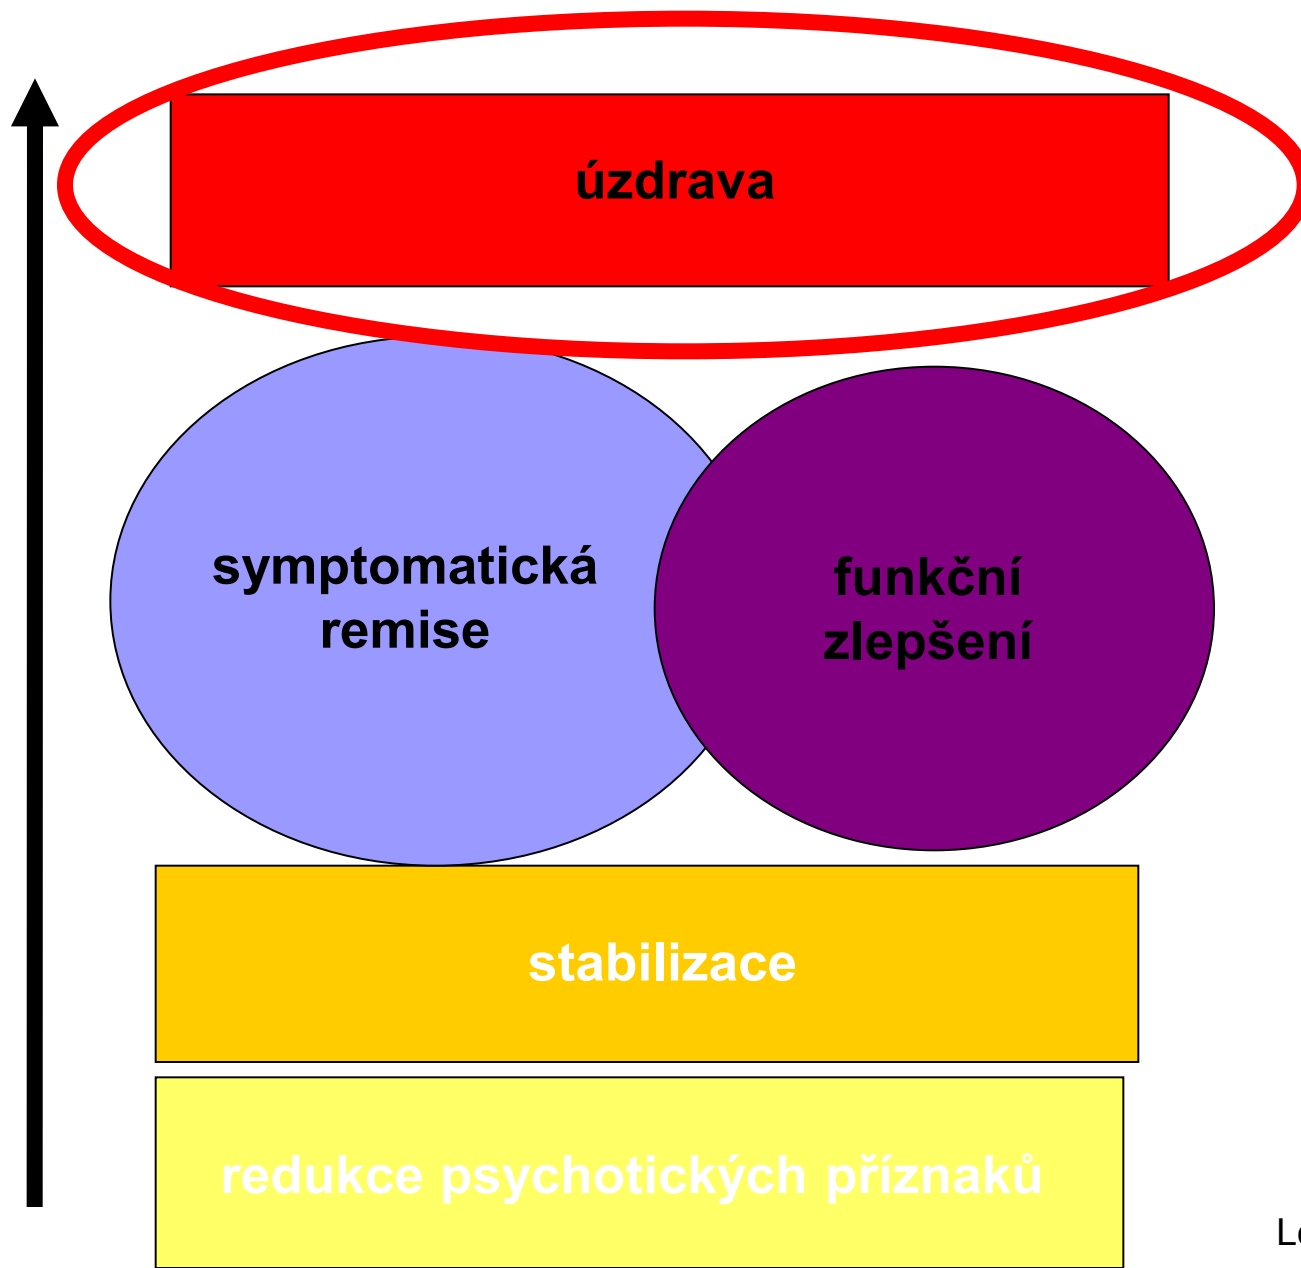 úzdrava
symptomatická
remise
funkční
zlepšení
stabilizace
redukce psychotických příznaků